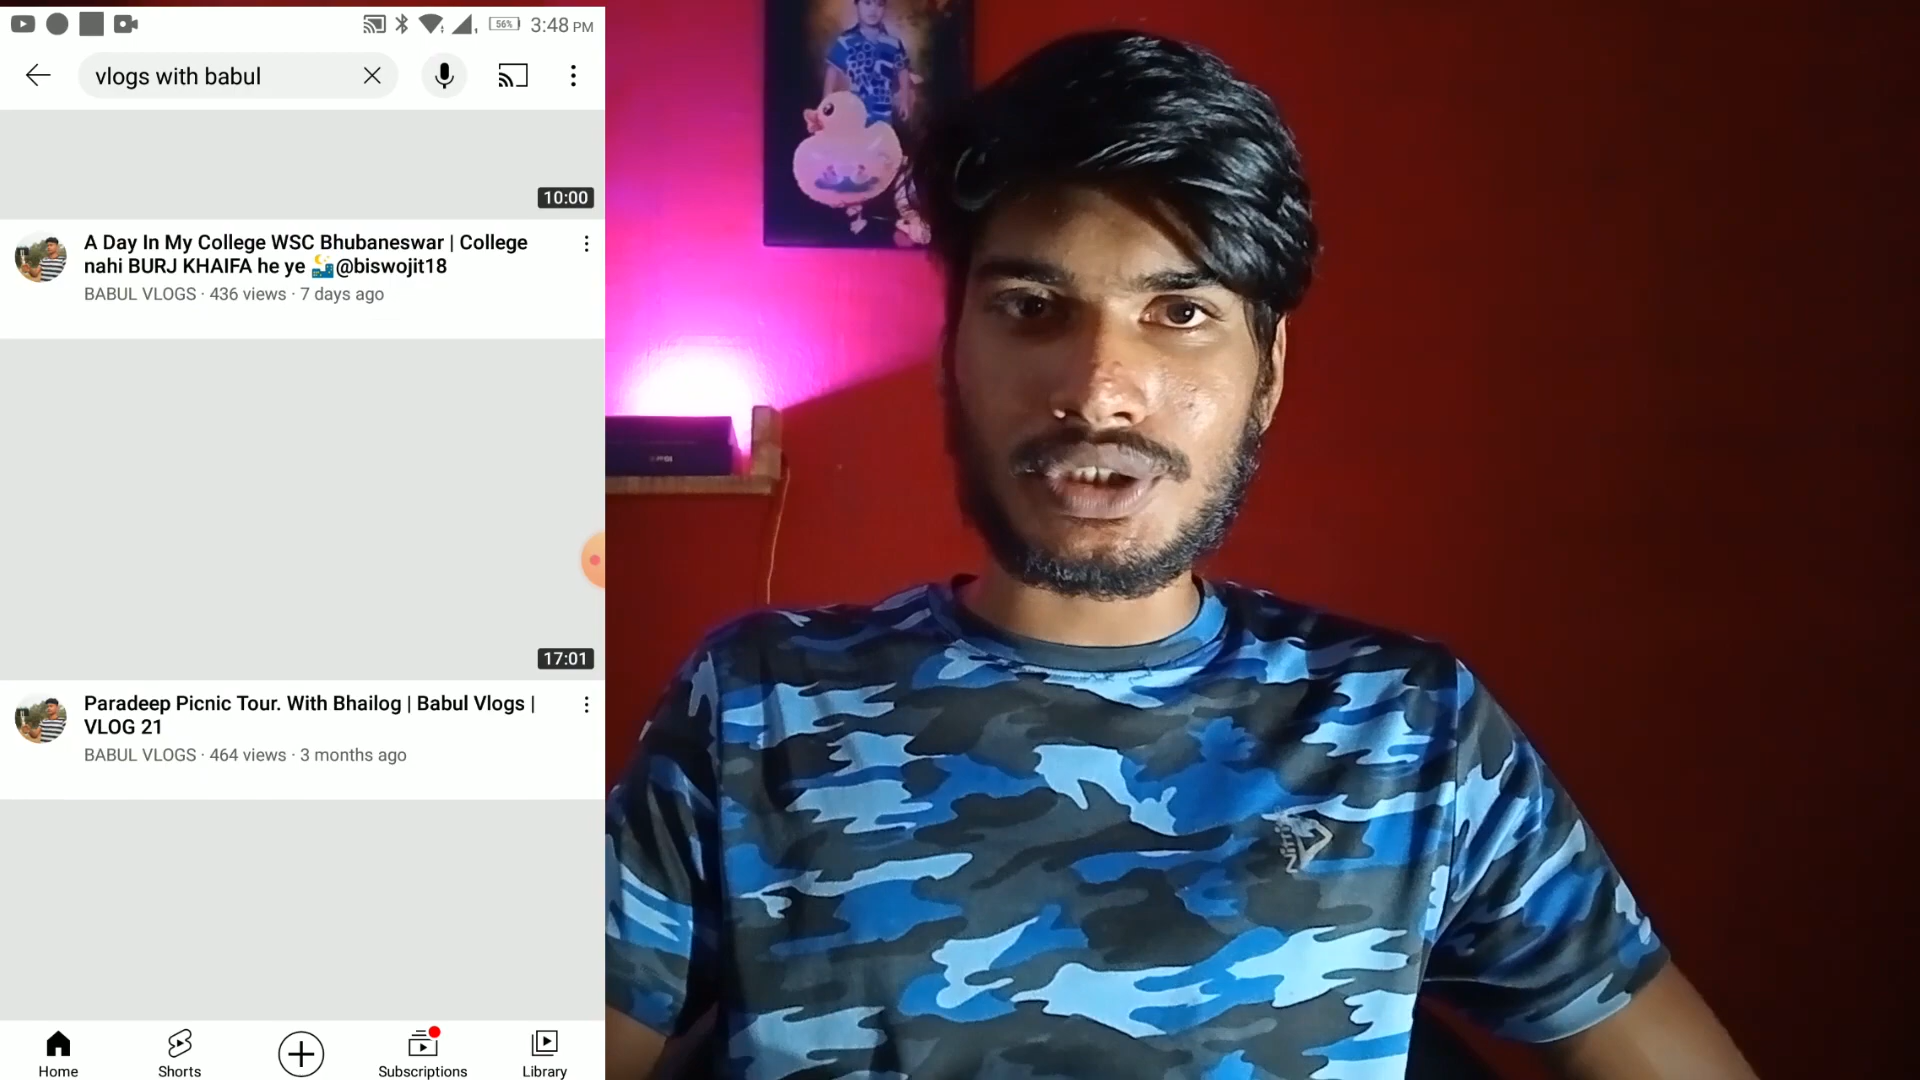 56%
3:48 PM
vlogs with babul
10:00
A Day In My College WSC Bhubaneswar | College
nahi BURJ KHAIFA he ye 🌃@biswojit18
BABUL VLOGS · 436 views · 7 days ago
17:01
Paradeep Picnic Tour. With Bhailog | Babul Vlogs |
VLOG 21
BABUL VLOGS · 464 views · 3 months ago
Home
Shorts
Subscriptions
Library